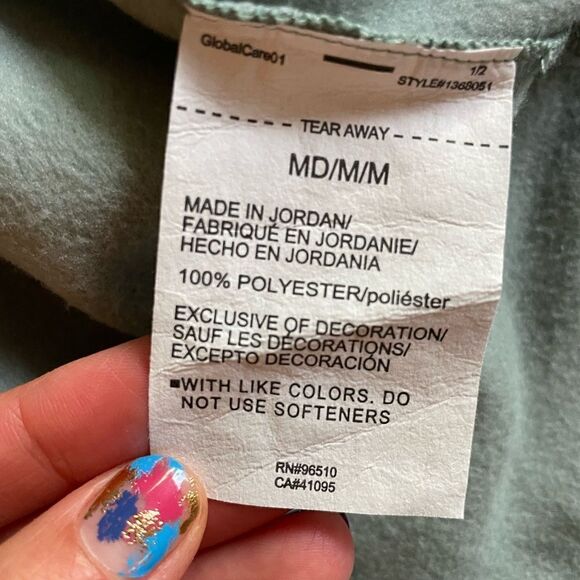 GlobalCare01
1/2
STYLE#1368051
TEAR AWAY
MD/M/M
MADE IN JORDAN/
FABRIQUÉ EN JORDANIE/
HECHO EN JORDANIA
100% POLYESTER/poliéster
EXCLUSIVE OF DECORATION/
SAUF LES DÉCORATIONS/
EXCEPTO DECORACIÓN
■WITH LIKE COLORS. DO
NOT USE SOFTENERS
RN#96510
CA#41095